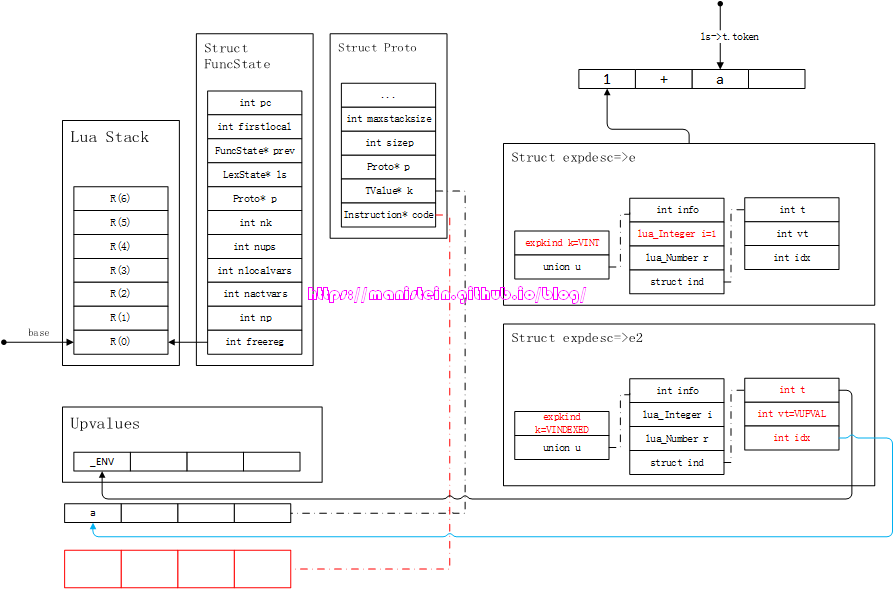 ls->t.token
1 + a
Struct
FuncState
int pc
int firstlocal
FuncState* prev
LexState* ls
Proto* p
int nk
int nups
int nlocalvars
int nactvars
int np
int freereg
Struct Proto
...
int maxstacksize
int sizep
Proto* p
TValue* k
Instruction* code
Lua Stack
R(6)
R(5)
R(4)
R(3)
R(2)
R(1)
R(0)
base
https://manistein.github.io/blog/
Struct expdesc=>e
expkind k=VINT
union u
int info
lua_Integer i=1
lua_Number r
struct ind
int t
int vt
int idx
Struct expdesc=>e2
expkind
k=VINDEXED
union u
int info
lua_Integer i
lua_Number r
struct ind
int t
int vt=VUPVAL
int idx
Upvalues
_ENV
a